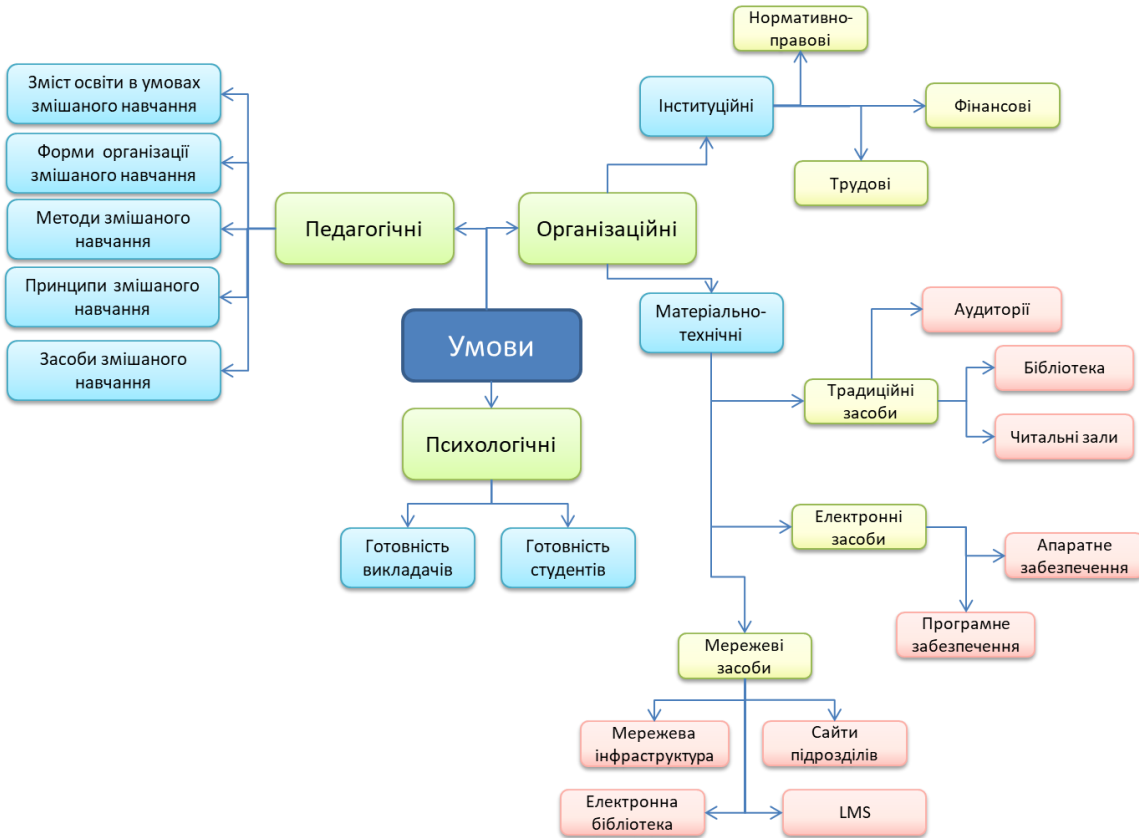 Нормативно-
правові
Зміст освіти в умовах
змішаного навчання
Інституційні
Фінансові
Форми організації
змішаного навчання
Трудові
Методи змішаного
навчання
Педагогічні
Організаційні
Принципи змішаного
навчання
Матеріально-
технічні
Аудиторії
Умови
Засоби змішаного
навчання
Бібліотека
Традиційні
засоби
Читальні зали
Психологічні
Електронні
засоби
Готовність
викладачів
Готовність
студентів
Апаратне
забезпечення
Програмне
забезпечення
Мережеві
засоби
Мережева
інфраструктура
Сайти
підрозділів
Електронна
бібліотека
LMS